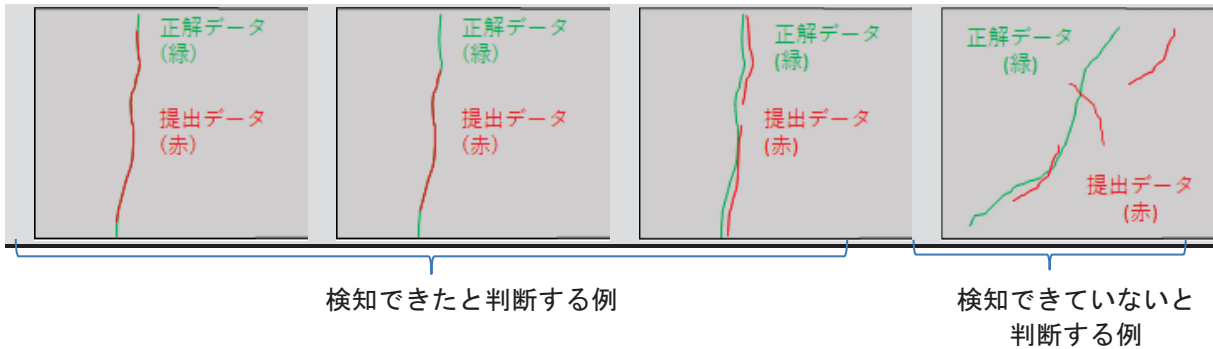 正解データ
(緑)
提出データ
(赤)
正解データ
(緑)
提出データ
(赤)
正解データ
(緑)
提出データ
(赤)
正解データ
(緑)
提出データ
(赤)
検知できたと判断する例
検知できていないと
判断する例